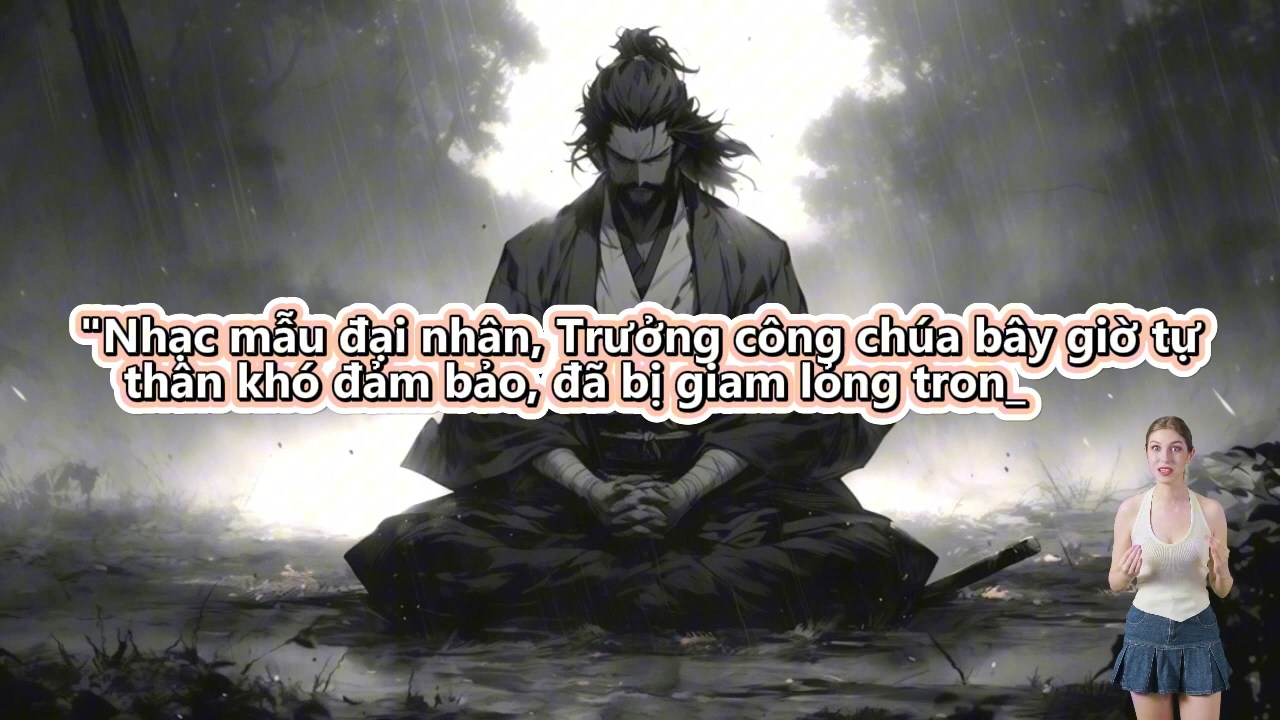 "Nhạc mẫu đại nhân, Trưởng công chúa bây giờ tự
thân khó đảm bảo, đã bị giam lỏng tron_